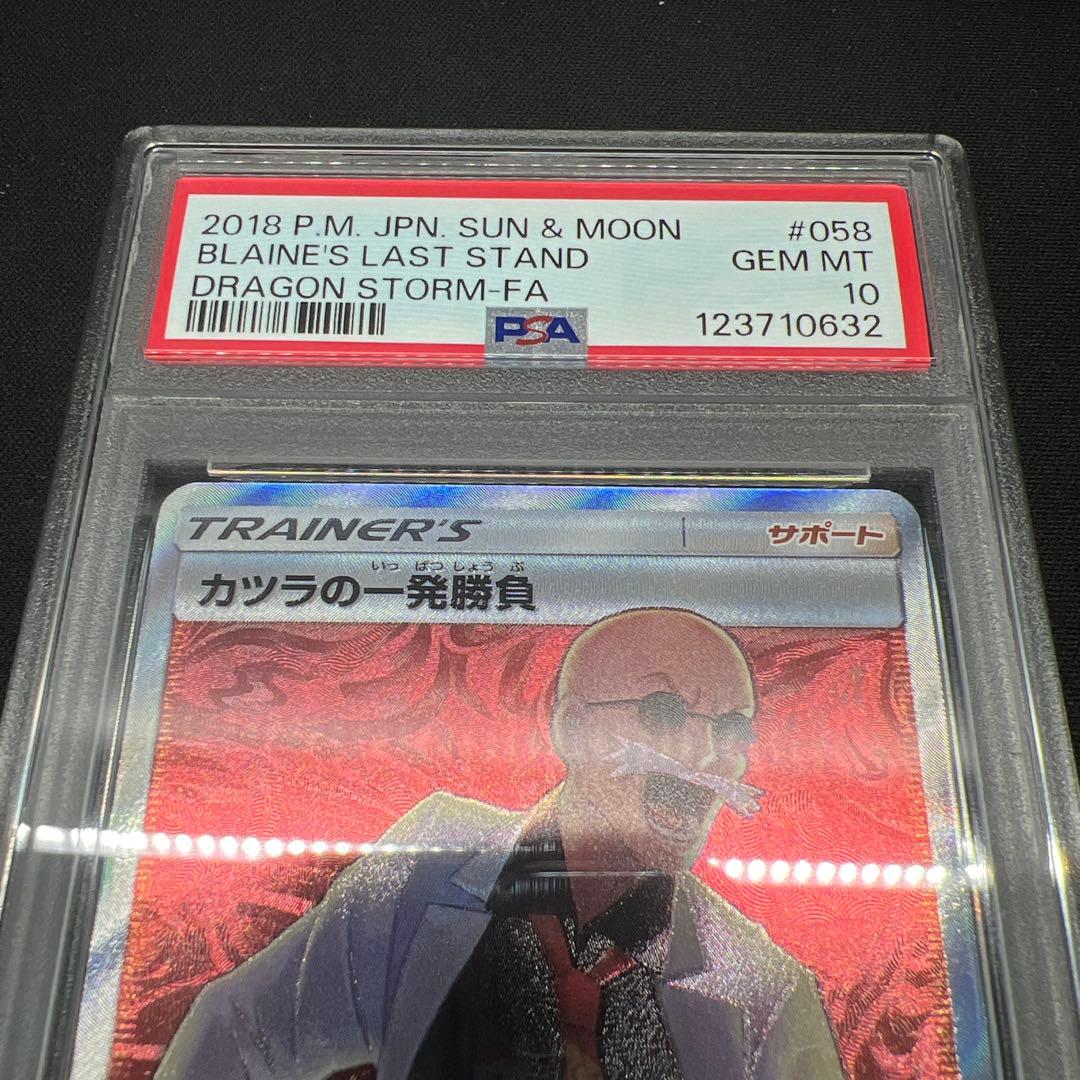 2018 P.M. JPN. SUN & MOON #058
BLAINE'S LAST STAND GEM MT
DRAGON STORM-FA 10
PSA 123710632
TRAINER'S サポート
いっ ぱつ しょう ぶ
カツラの一発勝負